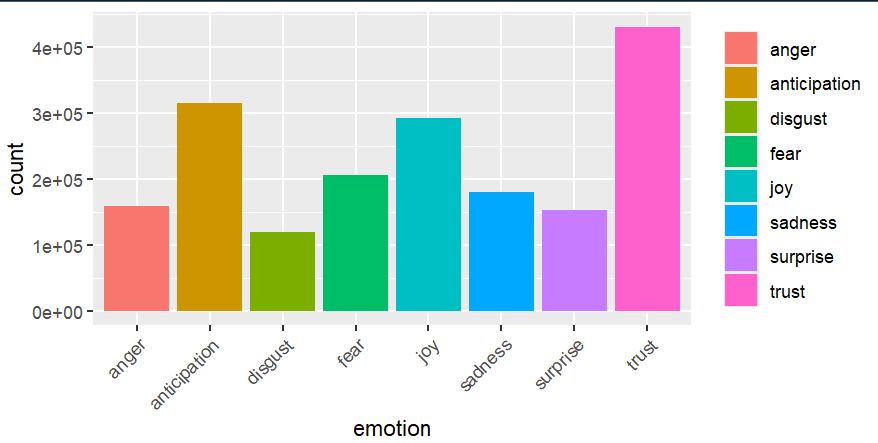 count
4e+05
3e+05
2e+05
1e+05
0e+00
anger
anticipation
disgust
fear
joy
sadness
surprise
trust
emotion
anger
anticipation
disgust
fear
joy
sadness
surprise
trust